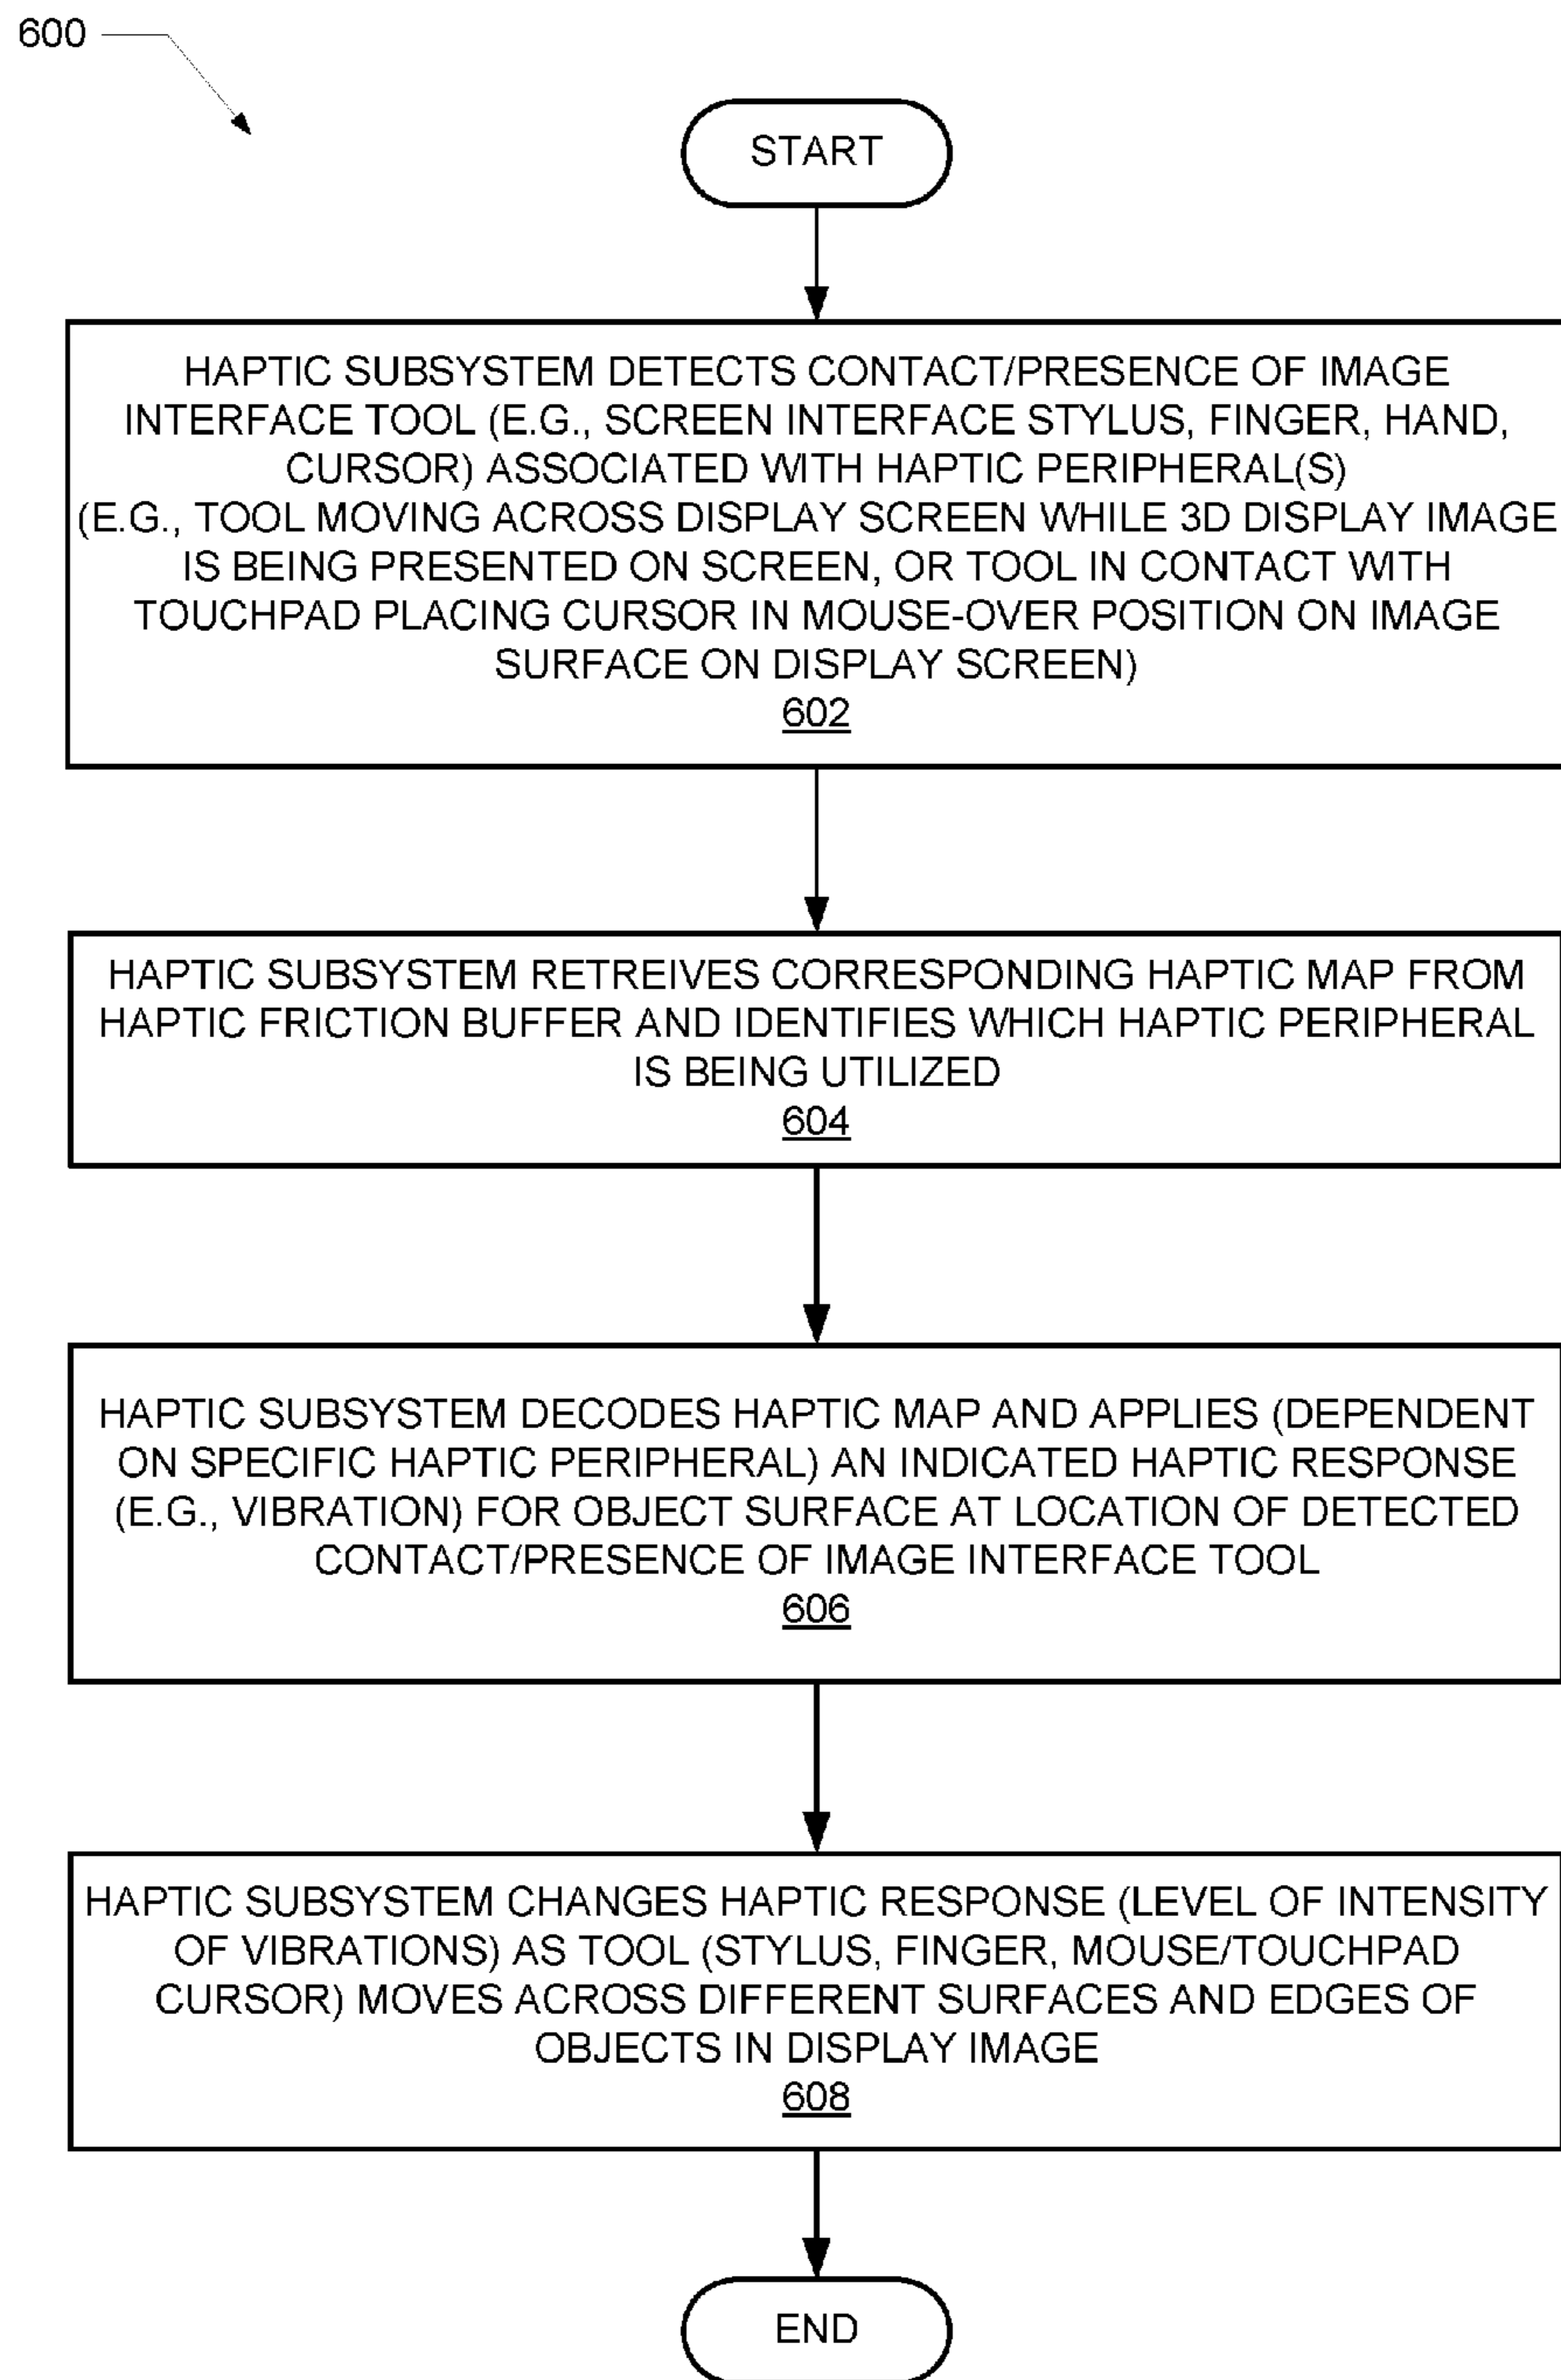 600
START
HAPTIC SUBSYSTEM DETECTS CONTACT/PRESENCE OF IMAGE
INTERFACE TOOL (E.G., SCREEN INTERFACE STYLUS, FINGER, HAND,
CURSOR) ASSOCIATED WITH HAPTIC PERIPHERAL(S)
(E.G., TOOL MOVING ACROSS DISPLAY SCREEN WHILE 3D DISPLAY IMAGE
IS BEING PRESENTED ON SCREEN, OR TOOL IN CONTACT WITH
TOUCHPAD PLACING CURSOR IN MOUSE-OVER POSITION ON IMAGE
SURFACE ON DISPLAY SCREEN)
602
HAPTIC SUBSYSTEM RETREIVES CORRESPONDING HAPTIC MAP FROM
HAPTIC FRICTION BUFFER AND IDENTIFIES WHICH HAPTIC PERIPHERAL
IS BEING UTILIZED
604
HAPTIC SUBSYSTEM DECODES HAPTIC MAP AND APPLIES (DEPENDENT
ON SPECIFIC HAPTIC PERIPHERAL) AN INDICATED HAPTIC RESPONSE
(E.G., VIBRATION) FOR OBJECT SURFACE AT LOCATION OF DETECTED
CONTACT/PRESENCE OF IMAGE INTERFACE TOOL
606
HAPTIC SUBSYSTEM CHANGES HAPTIC RESPONSE (LEVEL OF INTENSITY
OF VIBRATIONS) AS TOOL (STYLUS, FINGER, MOUSE/TOUCHPAD
CURSOR) MOVES ACROSS DIFFERENT SURFACES AND EDGES OF
OBJECTS IN DISPLAY IMAGE
608
END